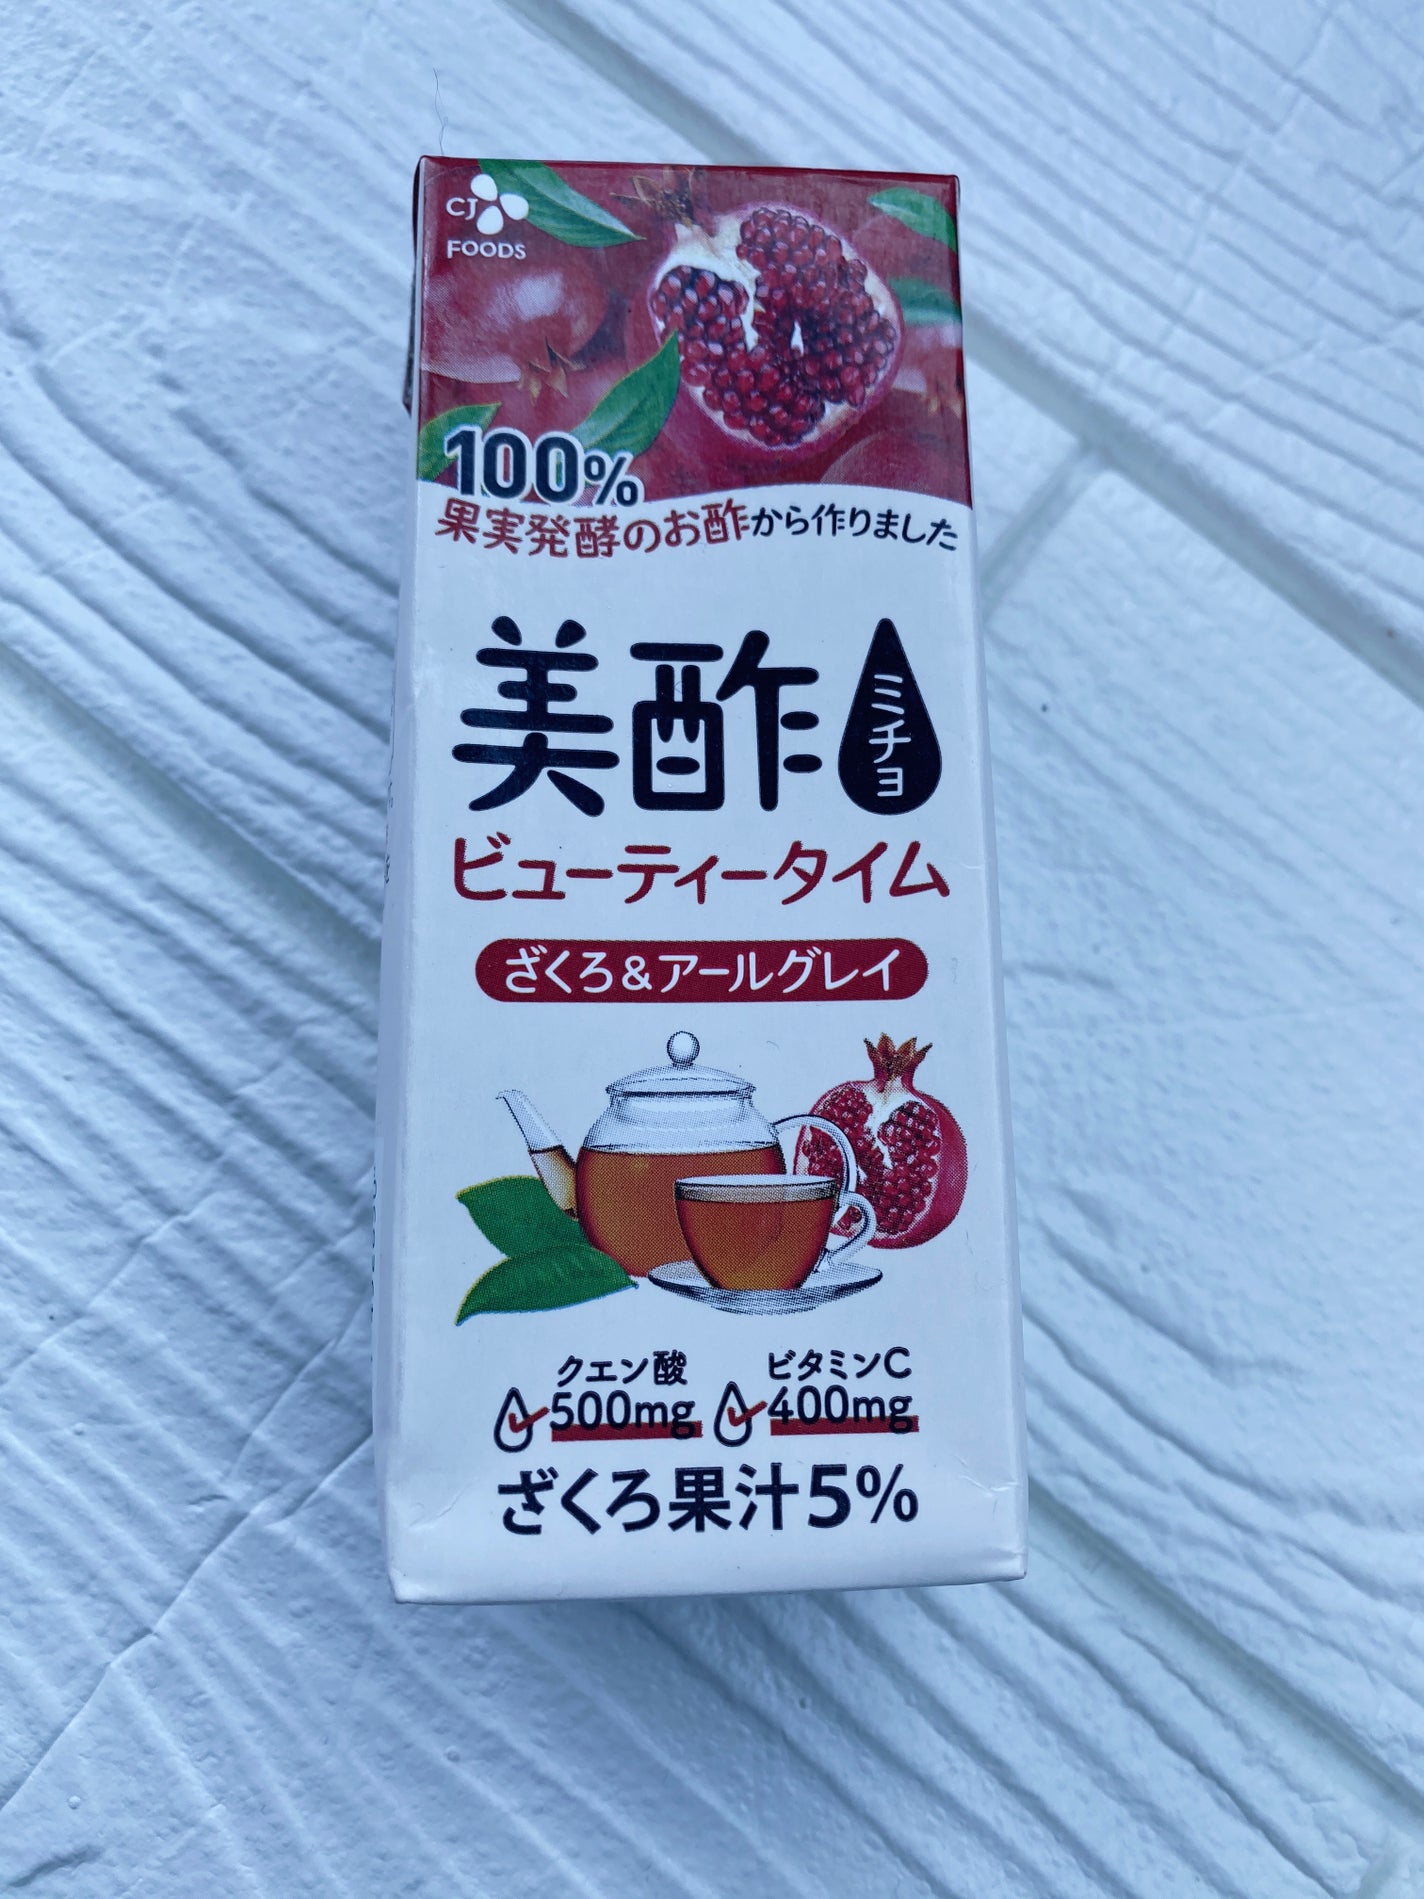 CJ
FOODS
100%
果実発酵のお酢から作りました
美酢
ミチョ
ビューティータイム
ざくろ&アールグレイ
クエン酸 ビタミンC
500mg 400mg
ざくろ果汁5%